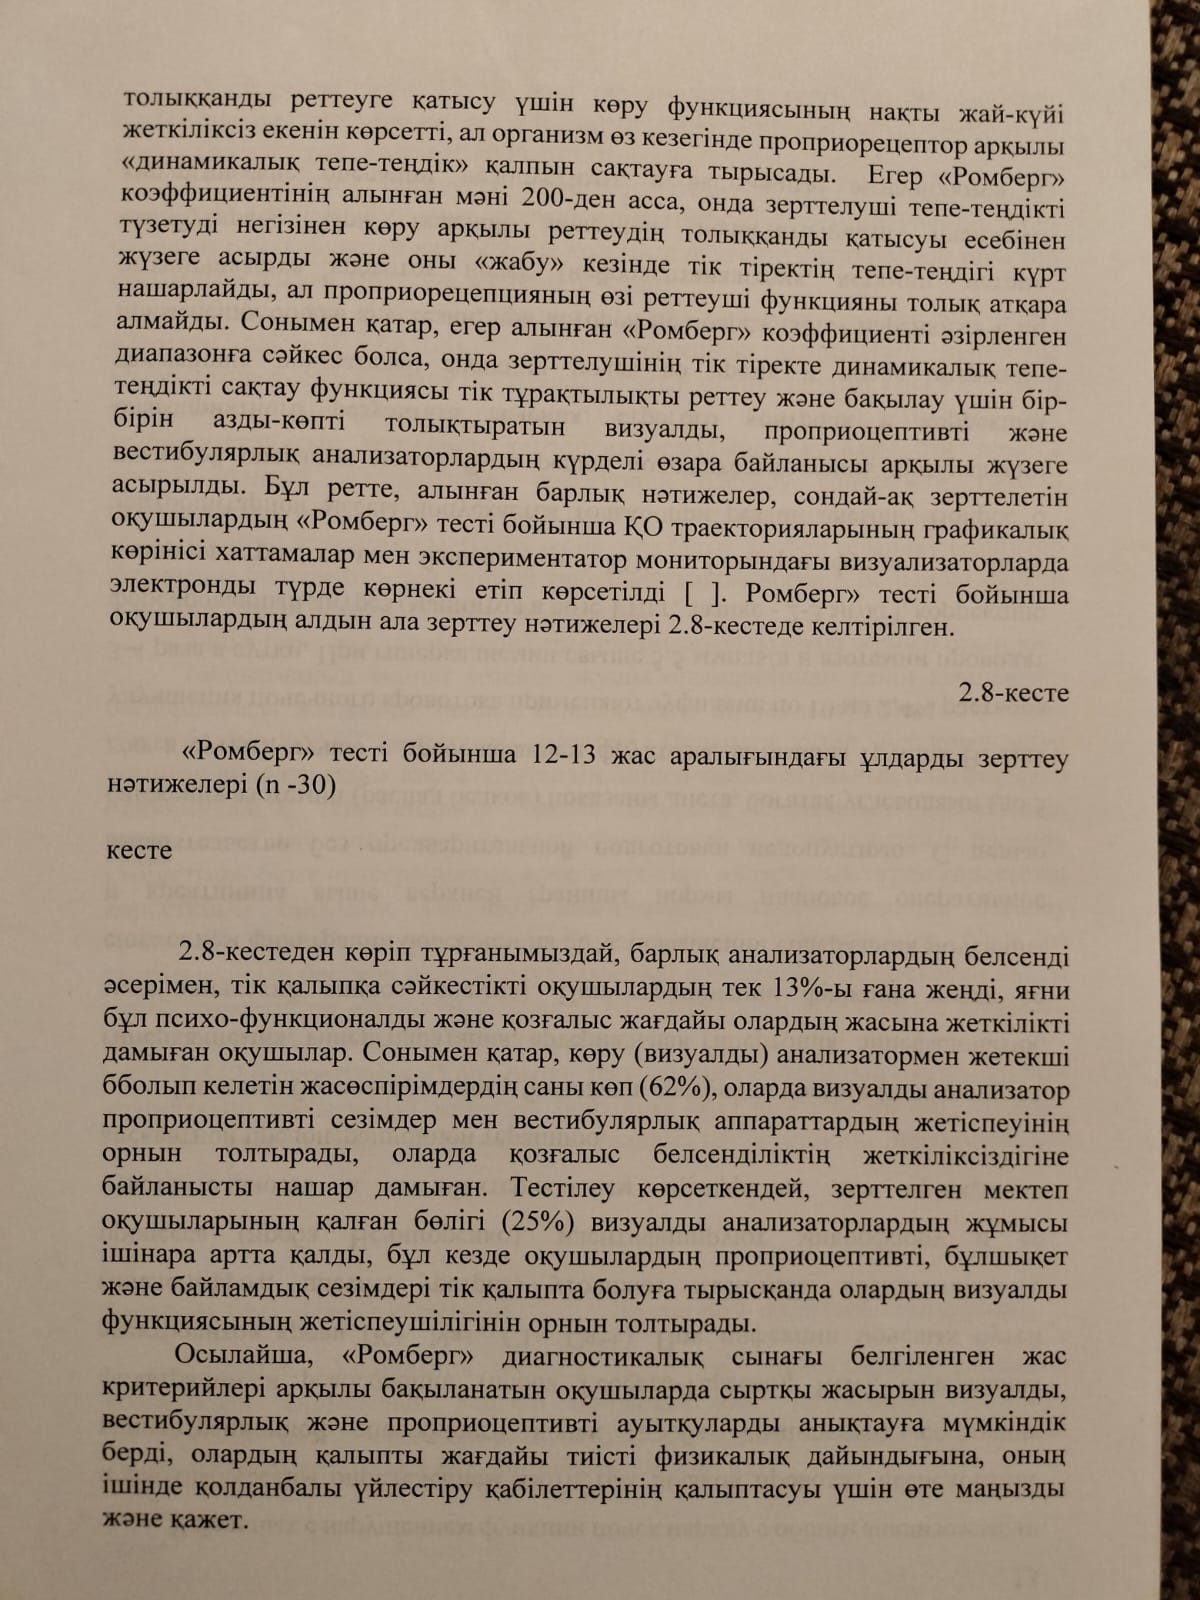 толыққанды реттеуге қатысу үшін көру функциясының нақты жай-күйі
жеткіліксіз екенін көрсетті, ал организм өз кезегінде проприорецептор арқылы
«динамикалық тепе-теңдік» қалпын сақтауға тырысады. Егер «Ромберг»
коэффициентінің алынған мәні 200-ден асса, онда зерттелуші тепе-теңдікті
түзетуді негізінен көру арқылы реттеудің толыққанды қатысуы есебінен
жүзеге асырды және оны «жабу» кезінде тік тіректің тепе-теңдігі күрт
нашарлайды, ал проприорецепцияның өзі реттеуші функцияны толық атқара
алмайды. Сонымен қатар, егер алынған «Ромберг» коэффициенті әзірленген
диапазонға сәйкес болса, онда зерттелушінің тік тіректе динамикалық тепе-
теңдікті сақтау функциясы тік тұрақтылықты реттеу және бақылау үшін бір-
бірін азды-көпті толықтыратын визуалды, проприоцептивті және
вестибулярлық анализаторлардың күрделі өзара байланысы арқылы жүзеге
асырылды. Бұл ретте, алынған барлық нәтижелер, сондай-ақ зерттелетін
оқушылардың «Ромберг» тесті бойынша ҚО траекторияларының графикалық
көрінісі хаттамалар мен экспериментатор мониторындағы визуализаторларда
электронды түрде көрнекі етіп көрсетілді [ ]. Ромберг» тесті бойынша
оқушылардың алдын ала зерттеу нәтижелері 2.8-кестеде келтірілген.
2.8-кесте
«Ромберг» тесті бойынша 12-13 жас аралығындағы ұлдарды зерттеу
нәтижелері (n -30)
кесте
2.8-кестеден көріп тұрғанымыздай, барлық анализаторлардың белсенді
әсерімен, тік қалыпқа сәйкестікті оқушылардың тек 13%-ы ғана жеңді, яғни
бұл психо-функционалды және қозғалыс жағдайы олардың жасына жеткілікті
дамыған оқушылар. Сонымен қатар, көру (визуалды) анализатормен жетекші
бболып келетін жасөспірімдердің саны көп (62%), оларда визуалды анализатор
проприоцептивті сезімдер мен вестибулярлық аппараттардың жетіспеуінің
орнын толтырады, оларда қозғалыс белсенділіктің жеткіліксіздігіне
байланысты нашар дамыған. Тестілеу көрсеткендей, зерттелген мектеп
оқушыларының қалған бөлігі (25%) визуалды анализаторлардың жұмысы
ішінара артта қалды, бұл кезде оқушылардың проприоцептивті, бұлшықет
және байламдық сезімдері тік қалыпта болуға тырысқанда олардың визуалды
функциясының жетіспеушілігінін орнын толтырады.
Осылайша, «Ромберг» диагностикалық сынағы белгіленген жас
критерийлері арқылы бақыланатын оқушыларда сыртқы жасырын визуалды,
вестибулярлық және проприоцептивті ауытқуларды анықтауға мүмкіндік
берді, олардың қалыпты жағдайы тиісті физикалық дайындығына, оның
ішінде қолданбалы үйлестіру қабілеттерінің қалыптасуы үшін өте маңызды
және қажет.